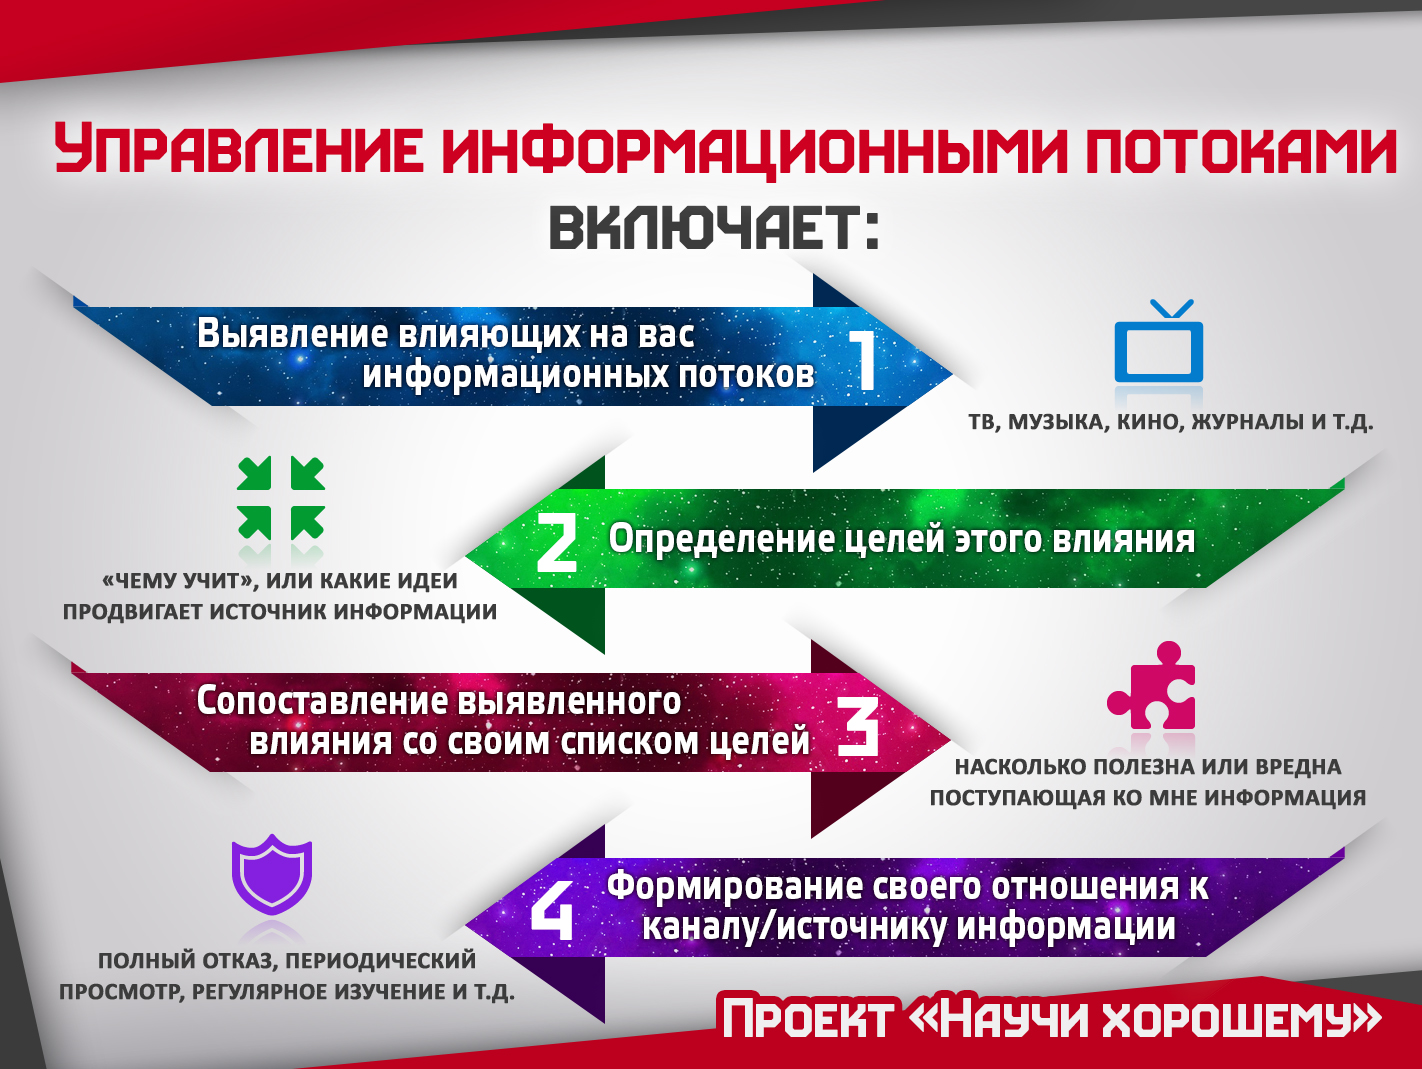 Управление информационными потоками
включает:
Выявление влияющих на вас
информационных потоков
1
ТВ, МУЗЫКА, КИНО, ЖУРНАЛЫ И Т.Д.
2
Определение целей этого влияния
«ЧЕМУ УЧИТ», ИЛИ КАКИЕ ИДЕИ
ПРОДВИГАЕТ ИСТОЧНИК ИНФОРМАЦИИ
Сопоставление выявленного
влияния со своим списком целей
3
НАСКОЛЬКО ПОЛЕЗНА ИЛИ ВРЕДНА
ПОСТУПАЮЩАЯ КО МНЕ ИНФОРМАЦИЯ
4
Формирование своего отношения к
каналу/источнику информации
ПОЛНЫЙ ОТКАЗ, ПЕРИОДИЧЕСКИЙ
ПРОСМОТР, РЕГУЛЯРНОЕ ИЗУЧЕНИЕ И Т.Д.
Проект «Научи хорошему»